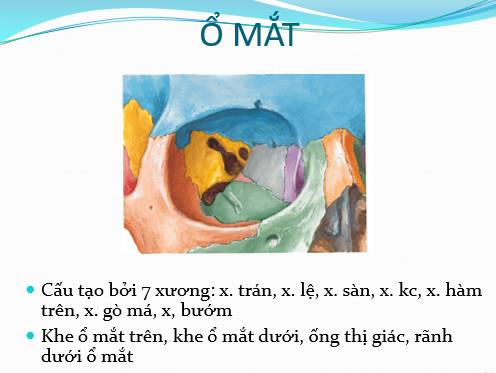 Ổ MẮT
Cấu tạo bởi 7 xương: x. trán, x. lệ, x. sàn, x. kc, x. hàm
trên, x. gò má, x, bướm
Khe ổ mắt trên, khe ổ mắt dưới, ống thị giác, rãnh
dưới ổ mắt